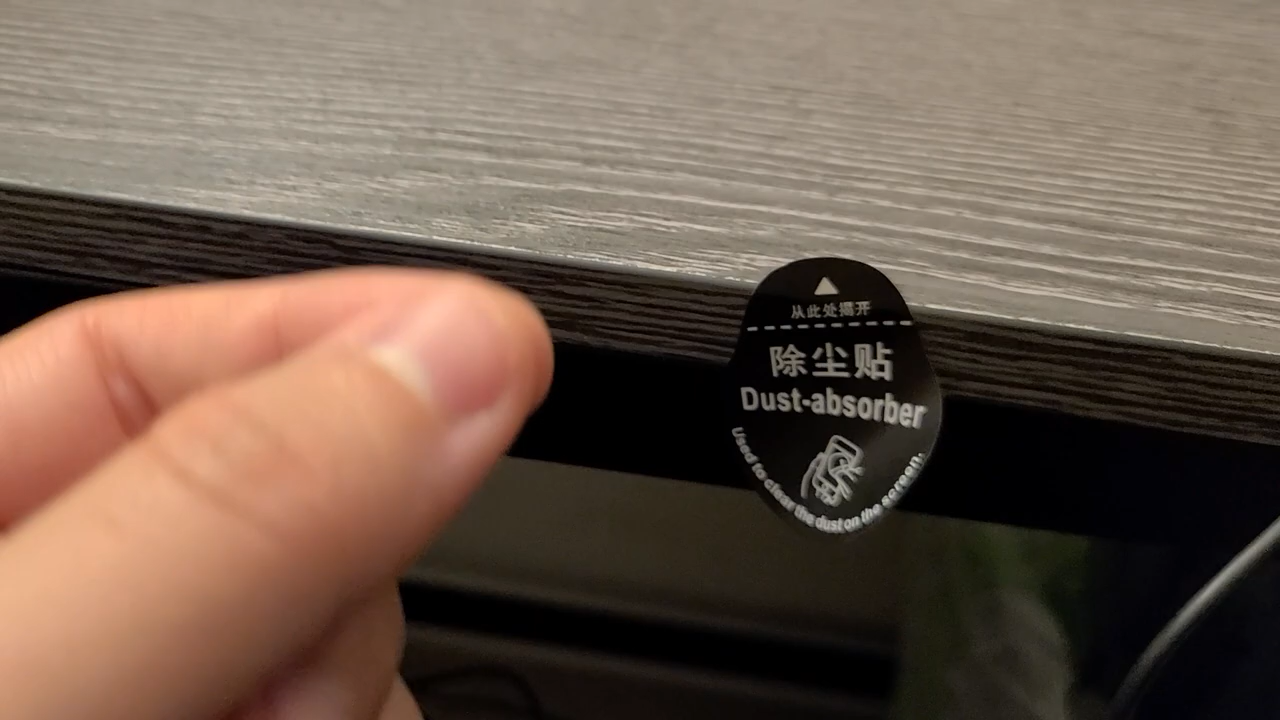 从此处揭开
除尘贴
Dust-absorber
Used to clear the dust on the screen.